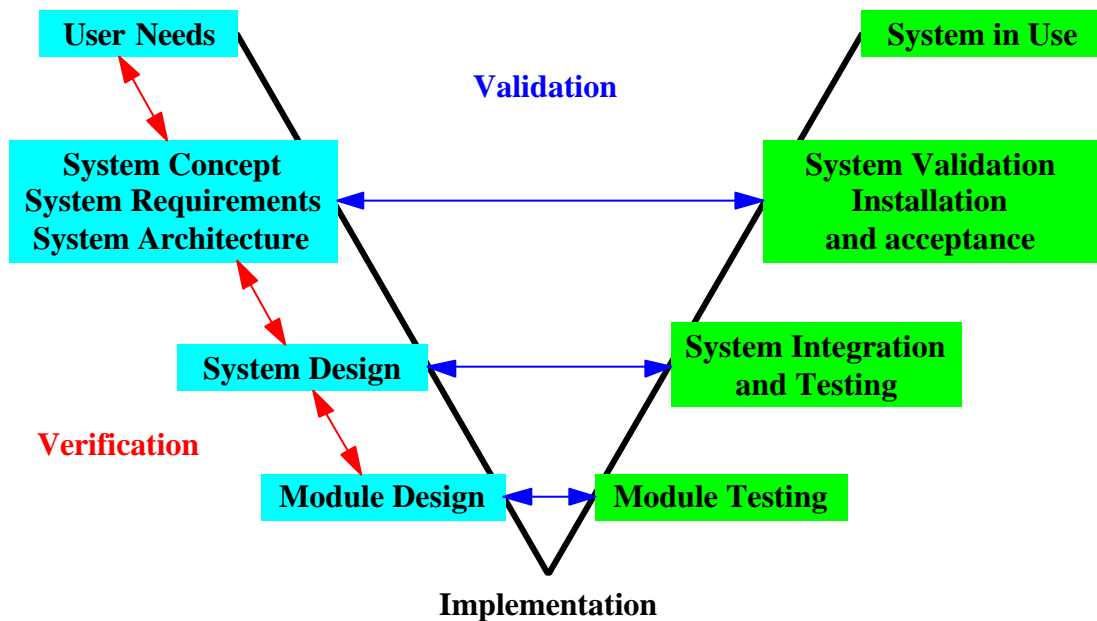 User Needs
System in Use
Validation
System Concept
System Requirements
System Architecture
System Validation
Installation
and acceptance
System Design
System Integration
and Testing
Verification
Module Design
Module Testing
Implementation